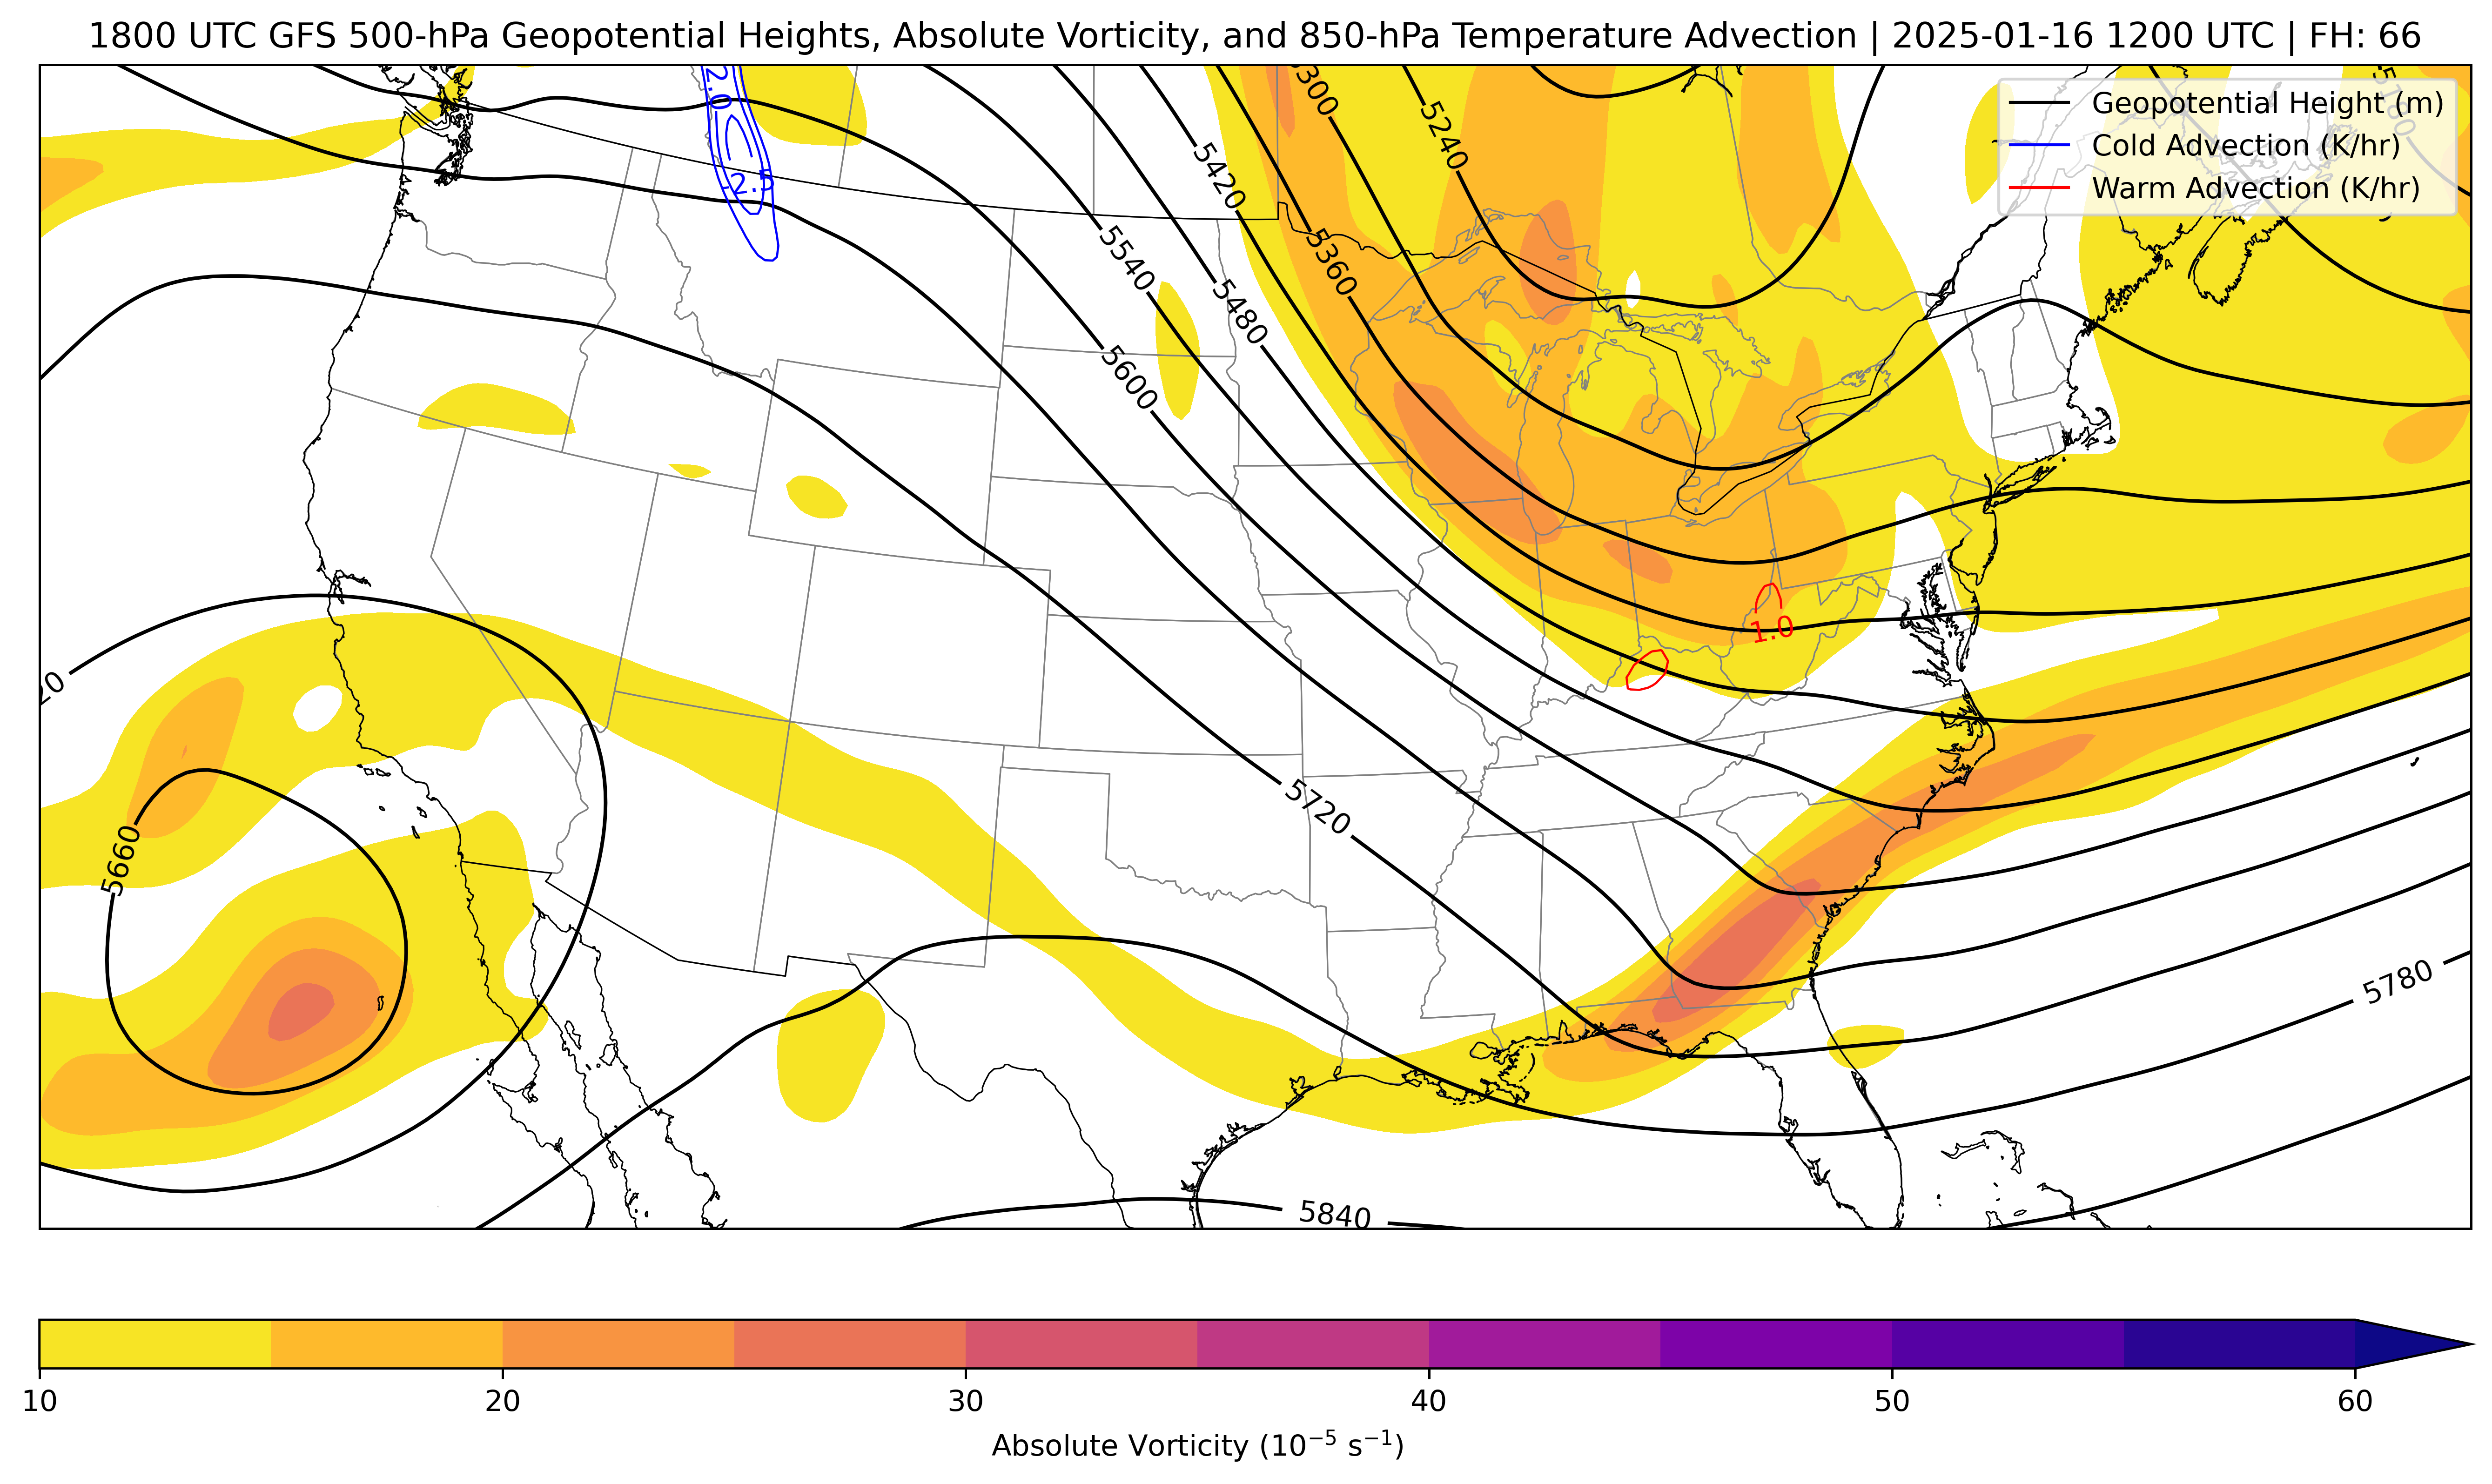 1800 UTC GFS 500-hPa Geopotential Heights, Absolute Vorticity, and 850-hPa Temperature Advection | 2025-01-16 1200 UTC | FH: 66
Geopotential Height (m)
Cold Advection (K/hr)
Warm Advection (K/hr)
2.0
-2.5
5300
5240
5160
5420
5360
5540
5480
5600
1.0
20
5720
5660
5780
5840
10 20 30 40 50 60
Absolute Vorticity (10⁻⁵ s⁻¹)